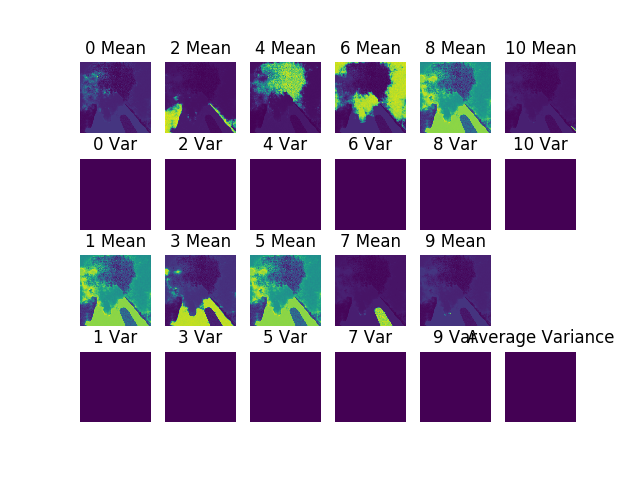 0 Mean 2 Mean 4 Mean 6 Mean 8 Mean 10 Mean
0 Var 2 Var 4 Var 6 Var 8 Var 10 Var
1 Mean 3 Mean 5 Mean 7 Mean 9 Mean
1 Var 3 Var 5 Var 7 Var 9 Var Average Variance